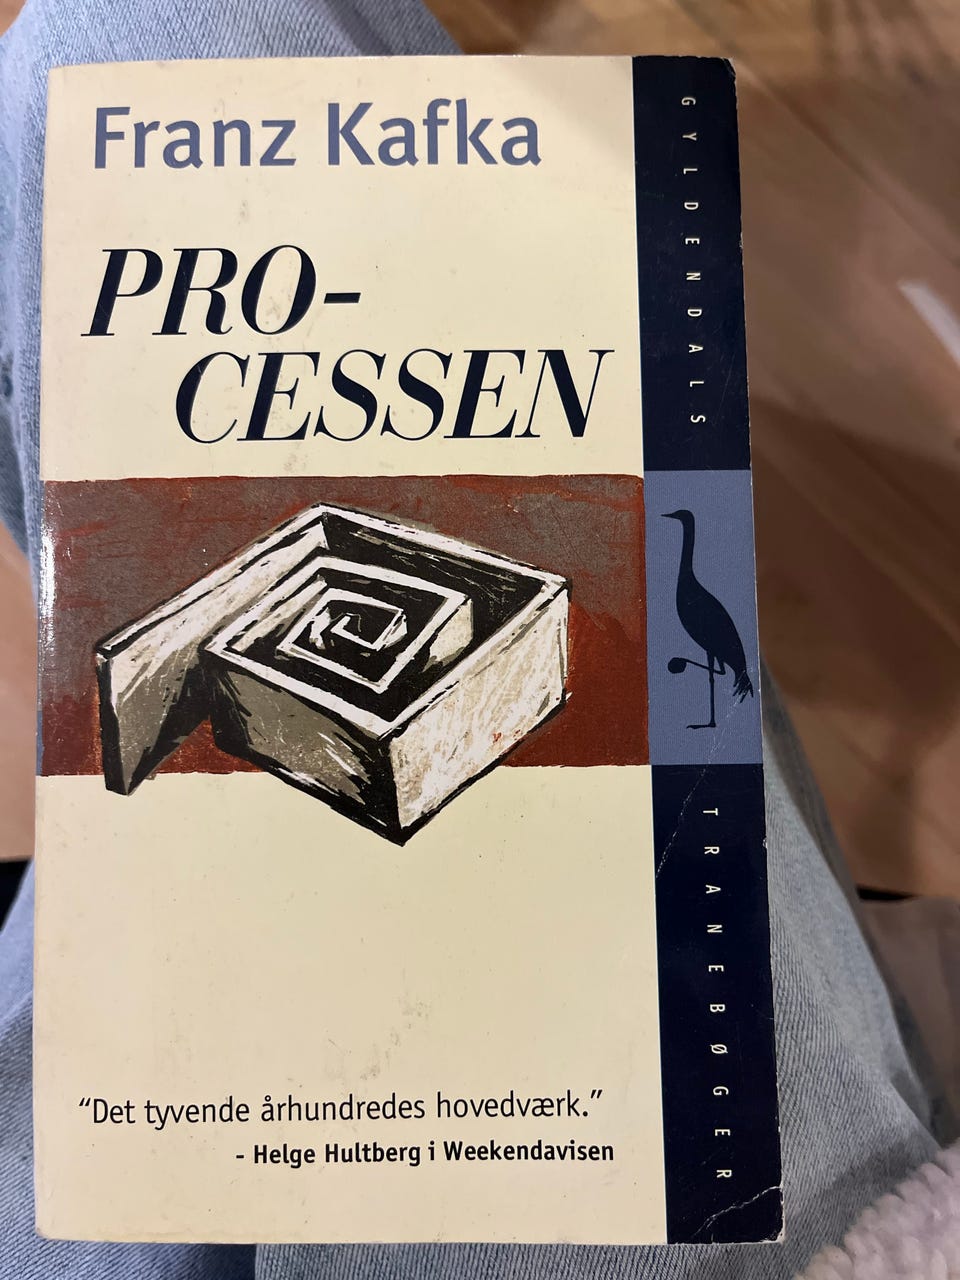 Franz Kafka
PRO-
CESSEN
"Det tyvende århundredes hovedværk."
- Helge Hultberg i Weekendavisen
GYLDENDALS
TRANEBØGER